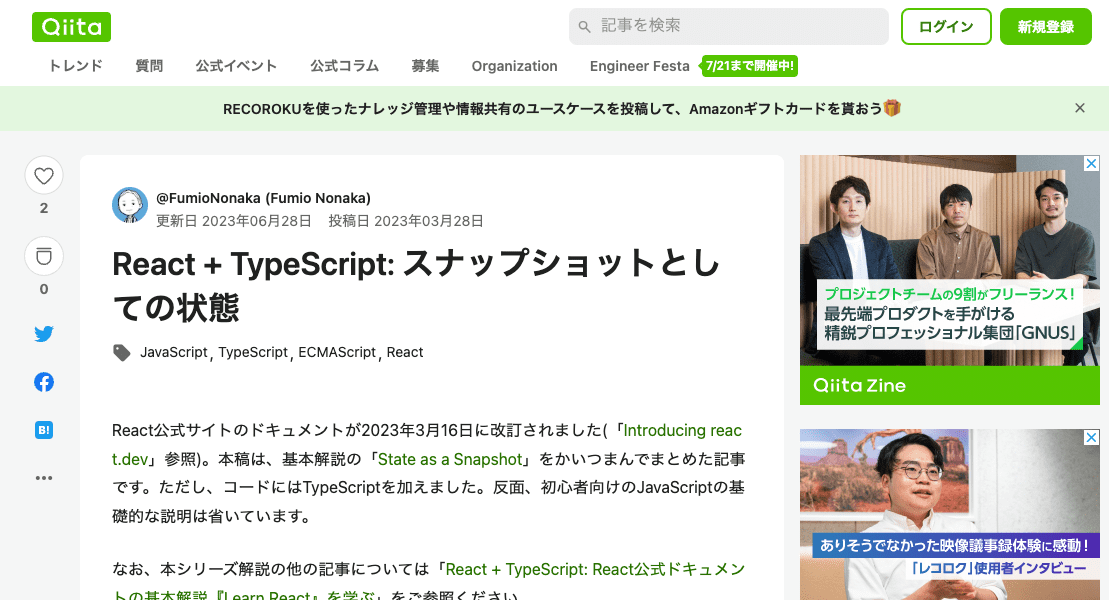 Qiita
記事を検索
ログイン
新規登録
トレンド 質問 公式イベント 公式コラム 募集 Organization Engineer Festa 7/21まで開催中!
RECOROKUを使ったナレッジ管理や情報共有のユースケースを投稿して、Amazonギフトカードを貰おう🎁
2
0
B!
@FumioNonaka (Fumio Nonaka)
更新日 2023年06月28日 投稿日 2023年03月28日
React + TypeScript: スナップショットとし
ての状態
JavaScript, TypeScript, ECMAScript, React
React公式サイトのドキュメントが2023年3月16日に改訂されました(「Introducing reac
t.dev」参照)。本稿は、基本解説の「State as a Snapshot」をかいつまんでまとめた記事
です。ただし、コードにはTypeScriptを加えました。反面、初心者向けのJavaScriptの基
礎的な説明は省いています。
なお、本シリーズ解説の他の記事については「React + TypeScript: React公式ドキュメン
トの基本解説『Learn React』を学ぶ」をご参照ください。
プロジェクトチームの9割がフリーランス!
最先端プロダクトを手がける
精鋭プロフェッショナル集団「GNUS」
Qiita Zine
ありそうでなかった映像議事録体験に感動!
「レコロク」使用者インタビュー